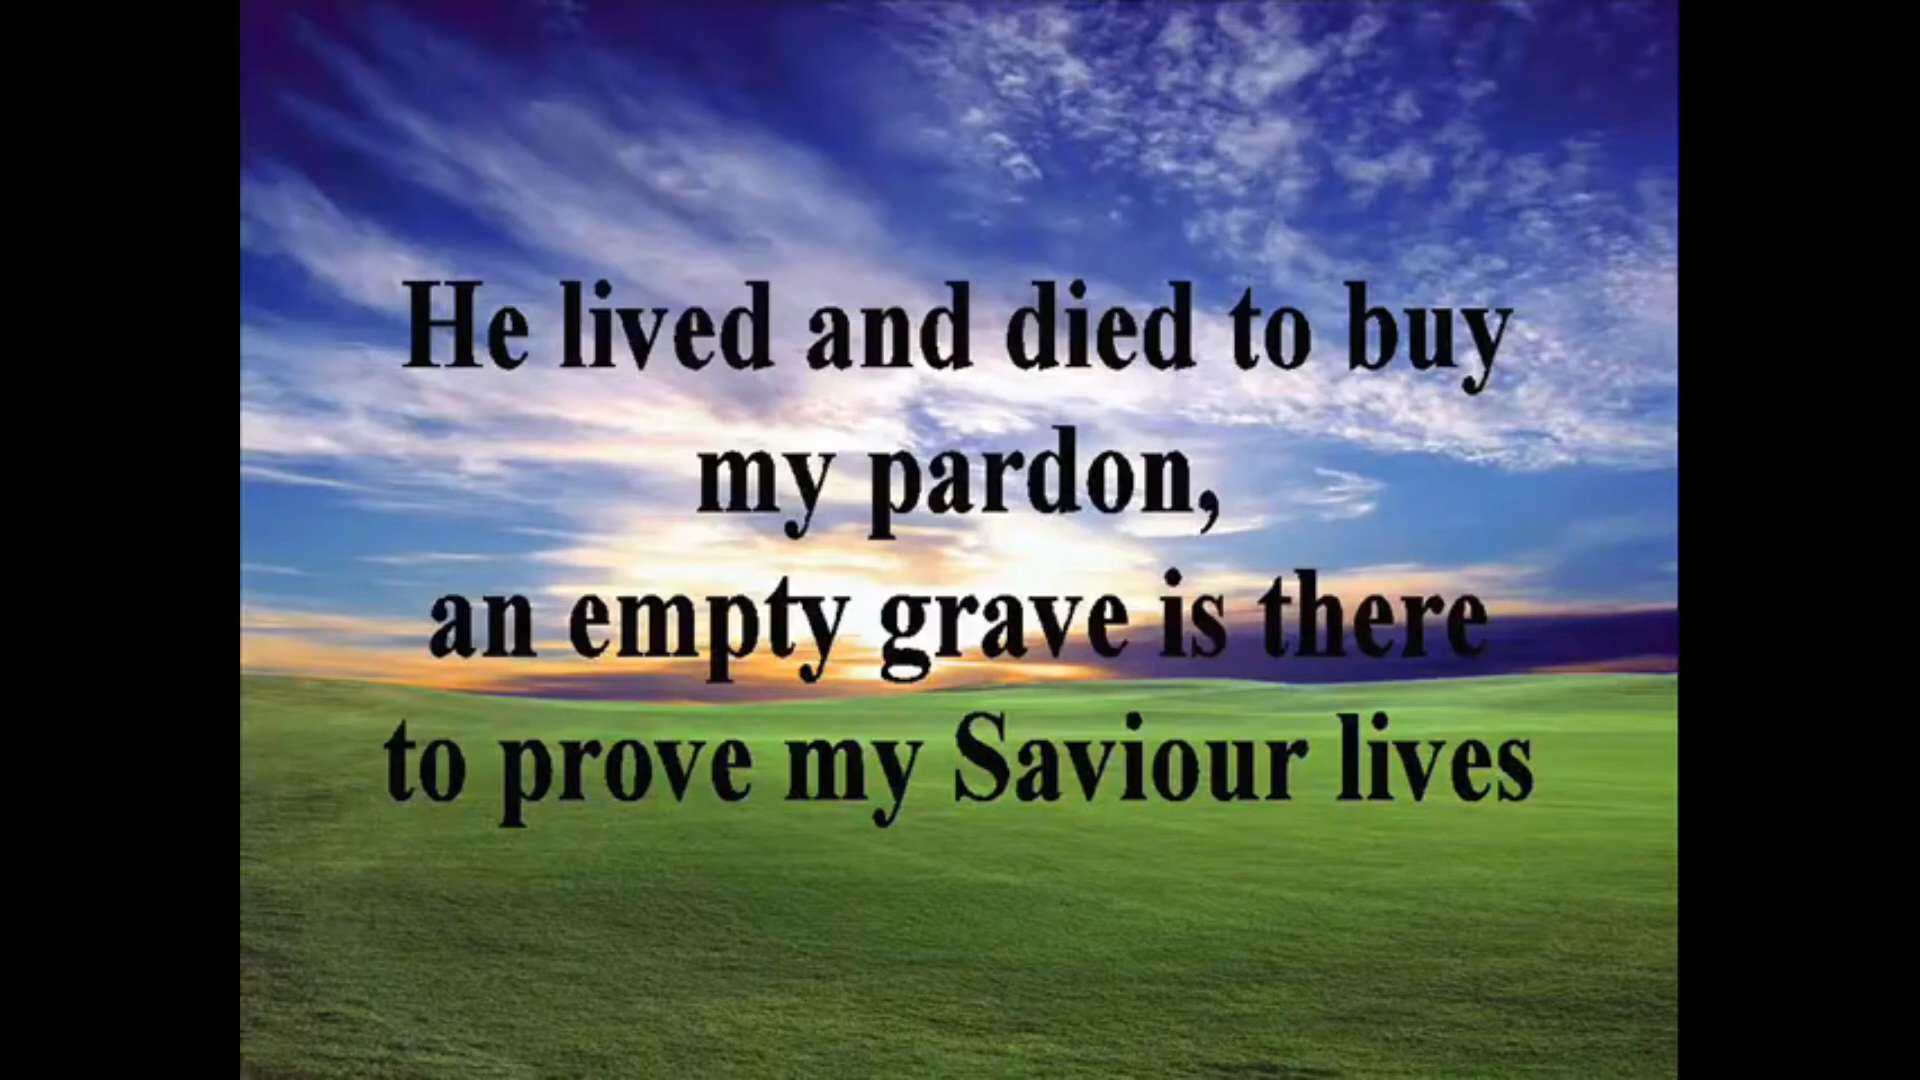 He lived and died to buy
my pardon,
an empty grave is there
to prove my Saviour lives